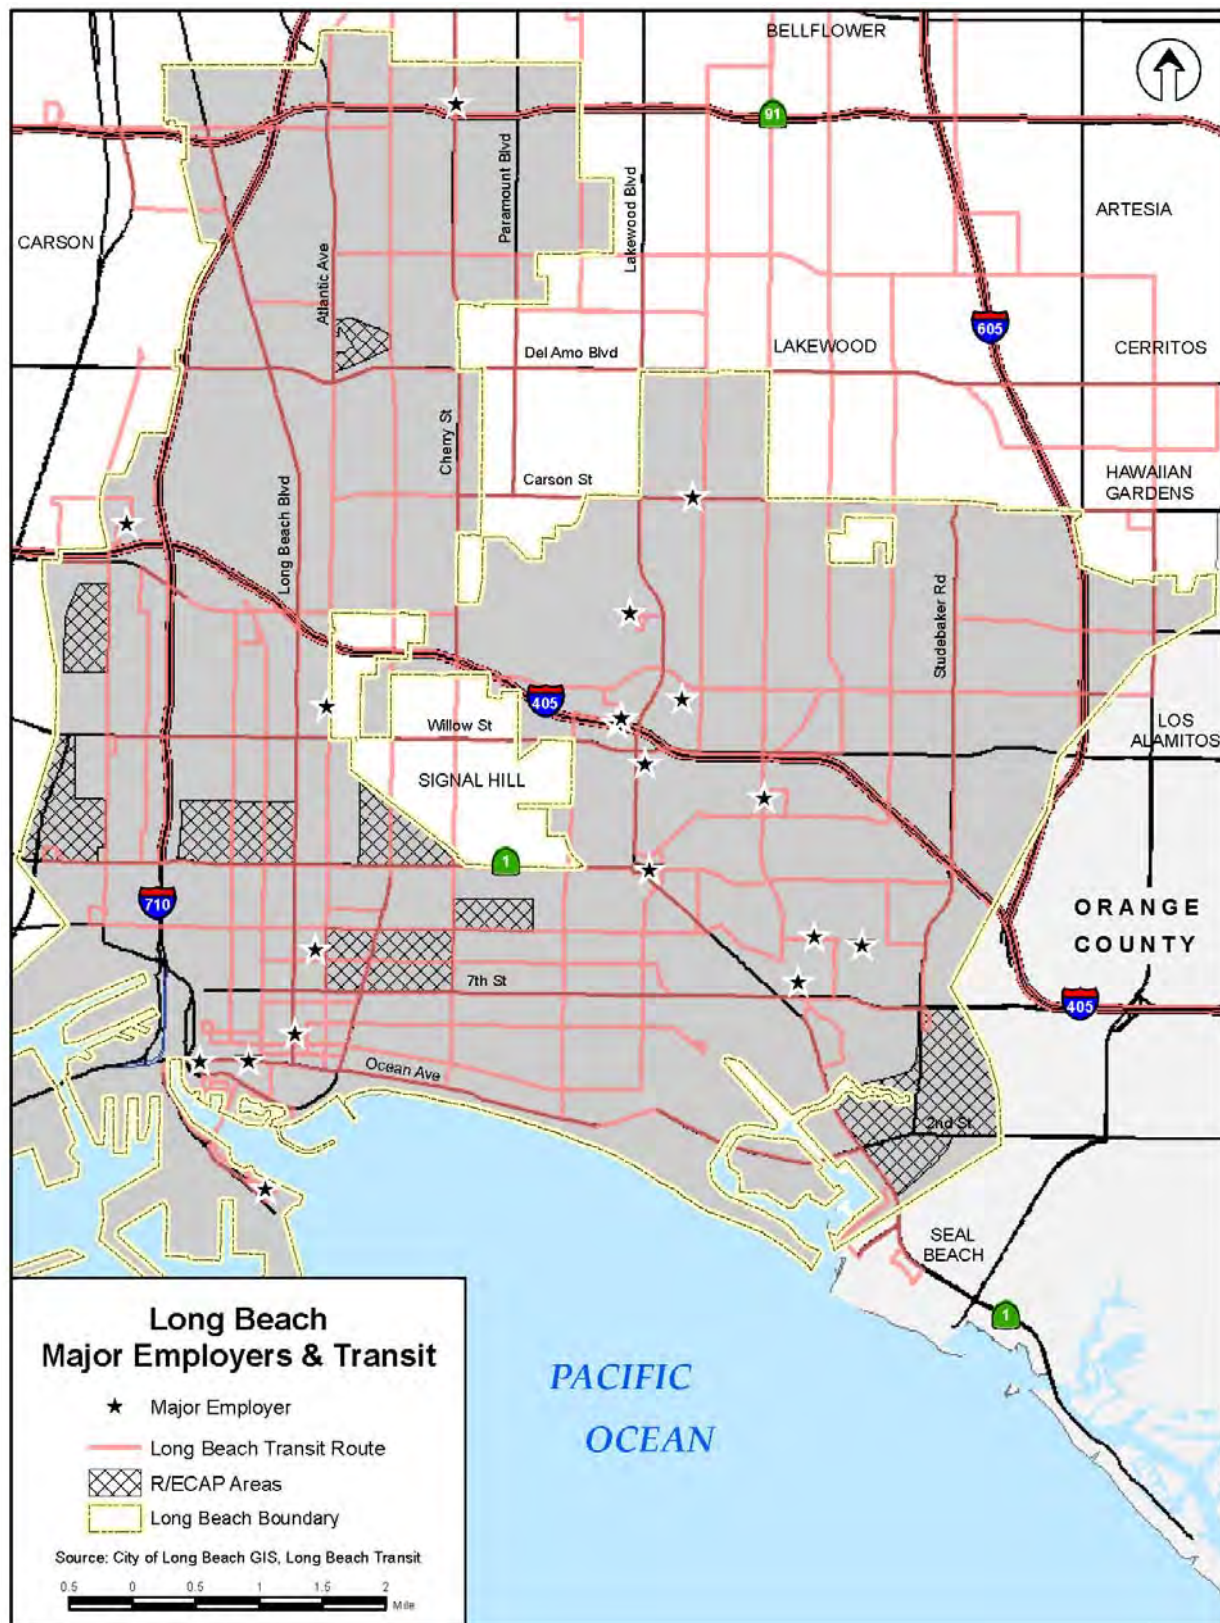 BELLFLOWER
91
Paramount Blvd
Lakewood Blvd
ARTESIA
CARSON
Atlantic Ave
605
Del Amo Blvd
LAKEWOOD
CERRITOS
Cherry St
Long Beach Blvd
Carson St
HAWAIIAN
GARDENS
Studebaker Rd
405
Willow St
LOS
ALAMITOS
SIGNAL HILL
1
710
ORANGE
COUNTY
7th St
405
Ocean Ave
2nd St
SEAL
BEACH
1
Long Beach
Major Employers & Transit
Major Employer
Long Beach Transit Route
R/ECAP Areas
Long Beach Boundary
Source: City of Long Beach GIS, Long Beach Transit
0.5 0 0.5 1 1.5 2
Mile
PACIFIC
OCEAN